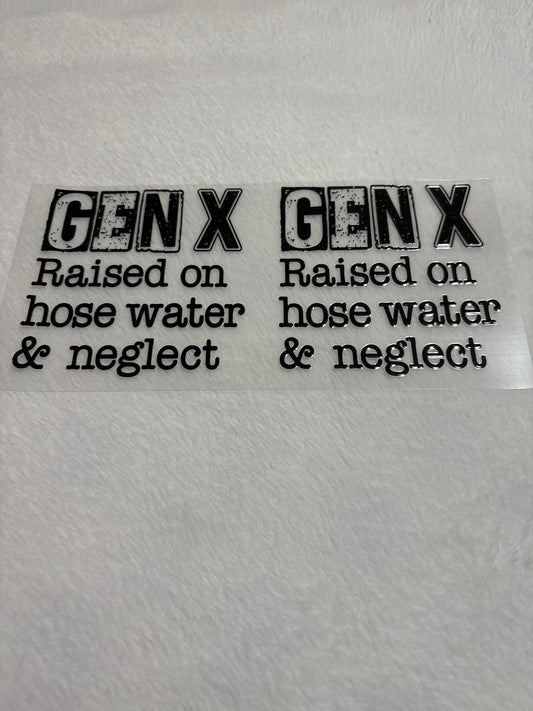 GEN X
Raised on
hose water
& neglect
GEN X
Raised on
hose water
& neglect